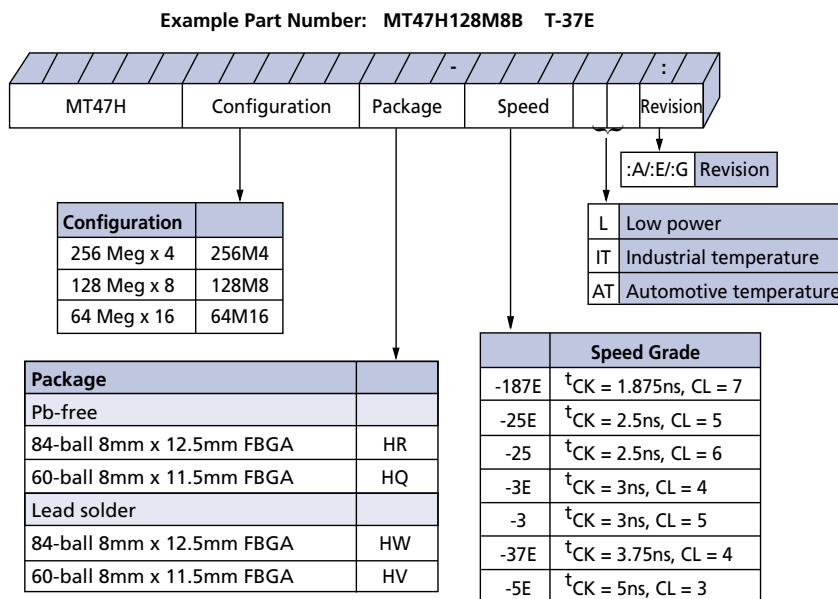 Example Part Number: MT47H128M8B T-37E
- :
MT47H Configuration Package Speed Revision
:A/:E/:G Revision
L Low power
IT Industrial temperature
AT Automotive temperature
Configuration
256 Meg x 4 256M4
128 Meg x 8 128M8
64 Meg x 16 64M16
Package
Pb-free
84-ball 8mm x 12.5mm FBGA HR
60-ball 8mm x 11.5mm FBGA HQ
Lead solder
84-ball 8mm x 12.5mm FBGA HW
60-ball 8mm x 11.5mm FBGA HV
Speed Grade
-187E tCK = 1.875ns, CL = 7
-25E tCK = 2.5ns, CL = 5
-25 tCK = 2.5ns, CL = 6
-3E tCK = 3ns, CL = 4
-3 tCK = 3ns, CL = 5
-37E tCK = 3.75ns, CL = 4
-5E tCK = 5ns, CL = 3